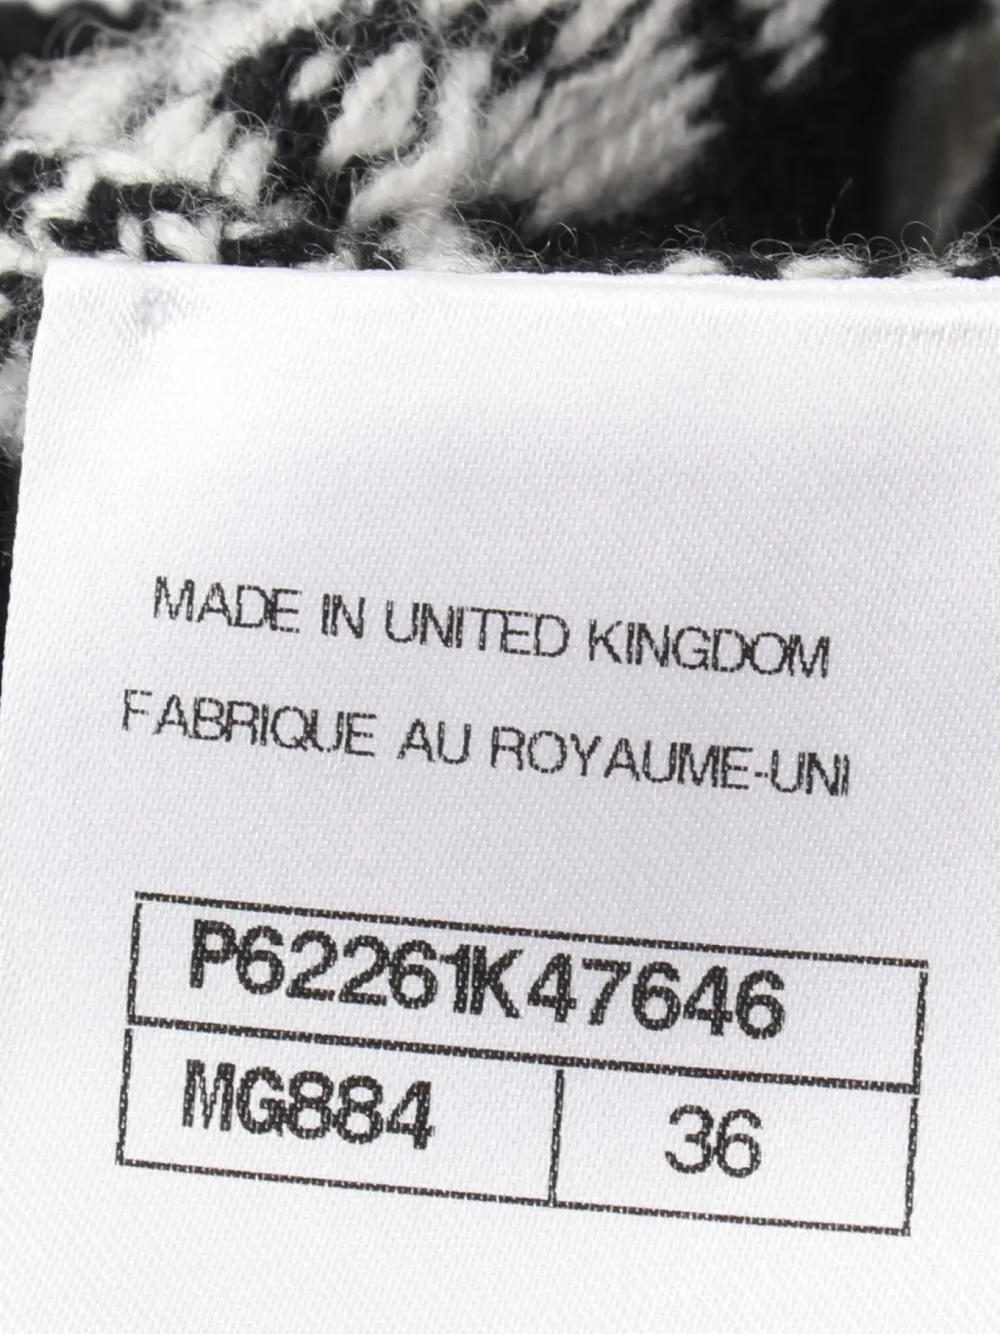 MADE IN UNITED KINGDOM
FABRIQUE AU ROYAUME-UNI
P62261K47646
MG884 36